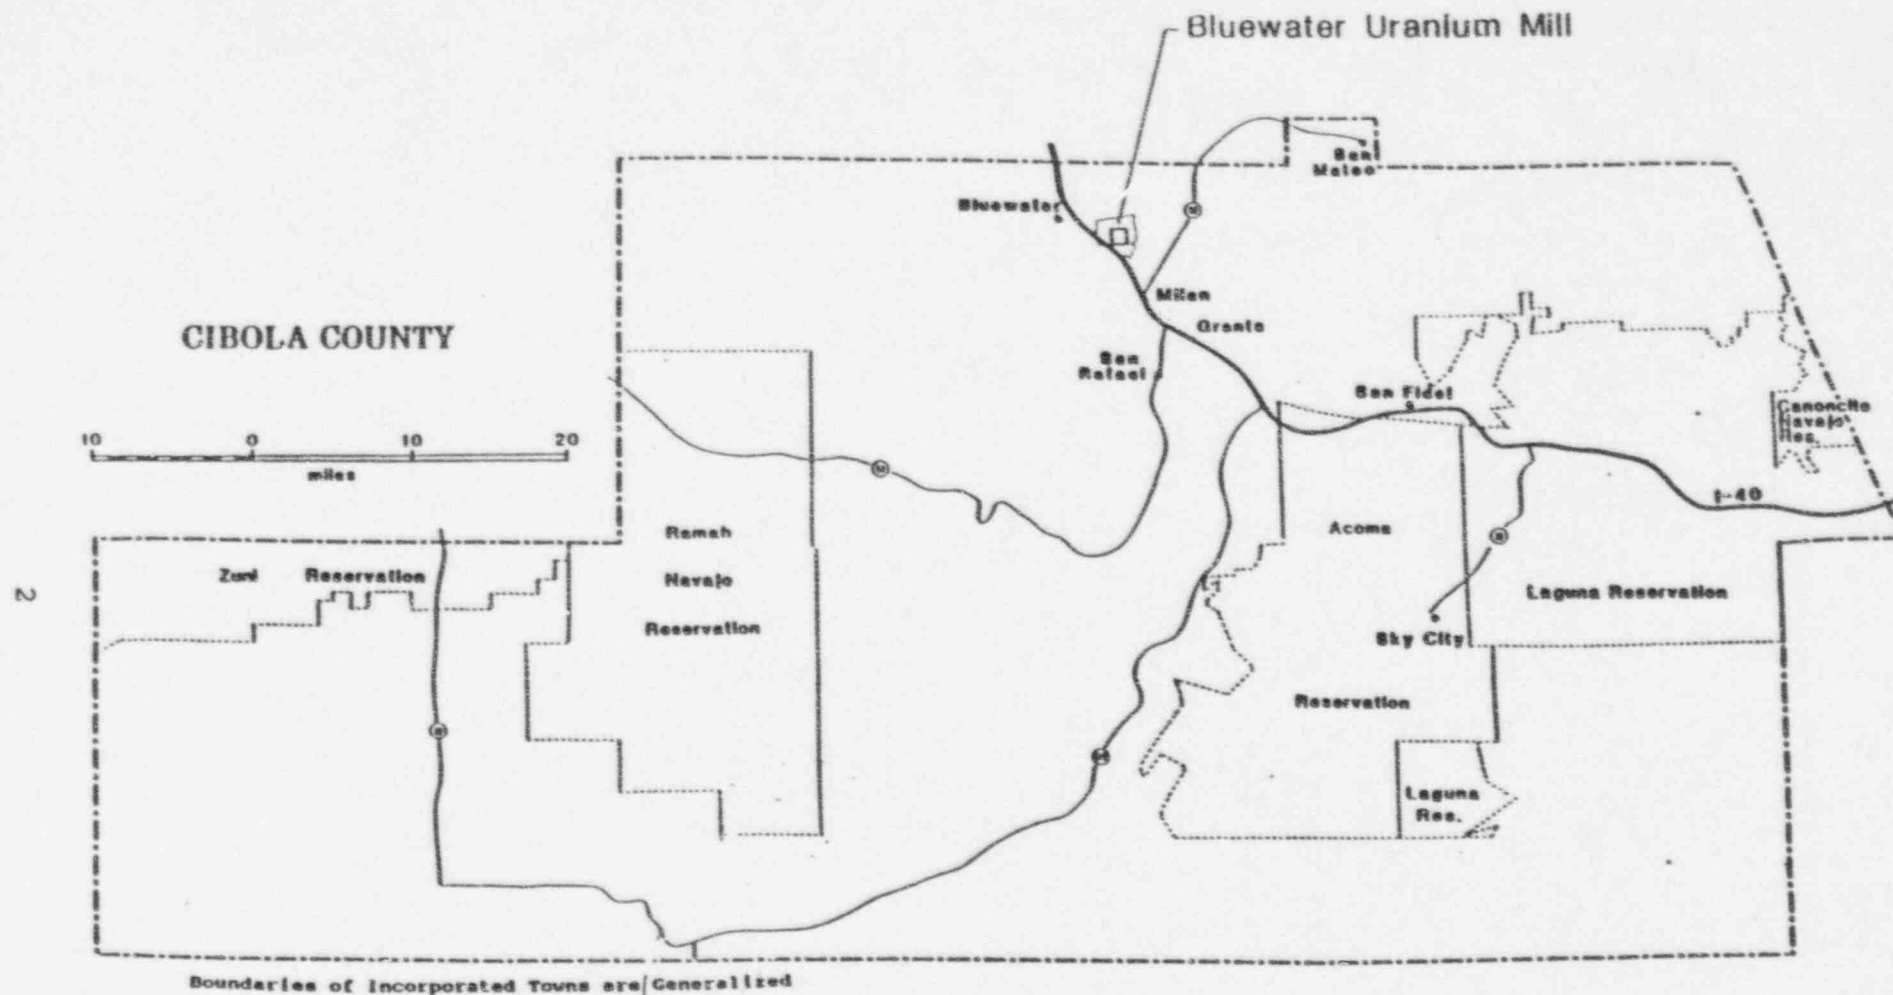 Bluewater Uranium Mill
San
Mateo
Bluewater
Milan
Grants
CIBOLA COUNTY
San
Rafael
San Fidel
Canoncito
Navajo
Res.
10 0 10 20
miles
I-40
Ramah
Acoma
Zuni Reservation
Navajo
Laguna Reservation
Reservation
Sky City
Reservation
Laguna
Res.
2
Boundaries of Incorporated Towns are Generalized